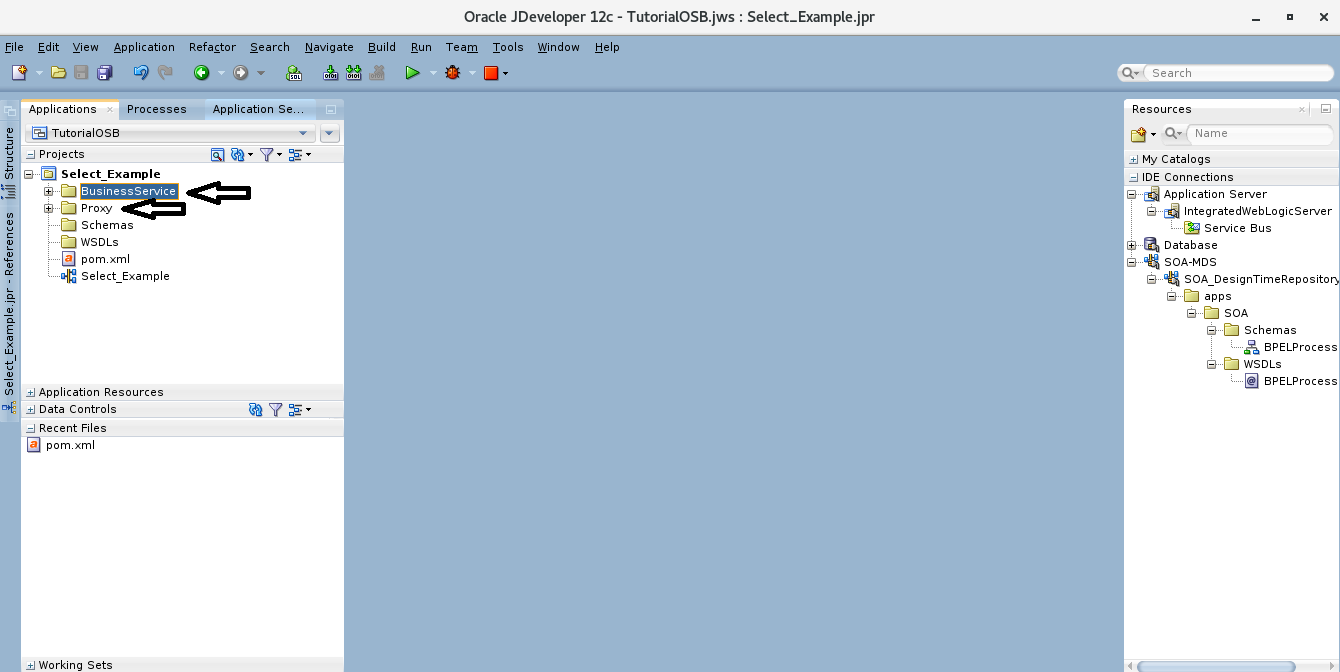 Oracle JDeveloper 12c - TutorialOSB.jws : Select_Example.jpr
File Edit View Application Refactor Search Navigate Build Run Team Tools Window Help
Search
Applications Processes Application Se...
TutorialOSB
Projects
Select_Example
BusinessService
Proxy
Schemas
WSDLs
pom.xml
Select_Example
Application Resources
Data Controls
Recent Files
pom.xml
Working Sets
Structure
Select_Example.jpr - References
Resources
Name
My Catalogs
IDE Connections
Application Server
IntegratedWebLogicServer
Service Bus
Database
SOA-MDS
SOA_DesignTimeRepository
apps
SOA
Schemas
BPELProcess
WSDLs
BPELProcess